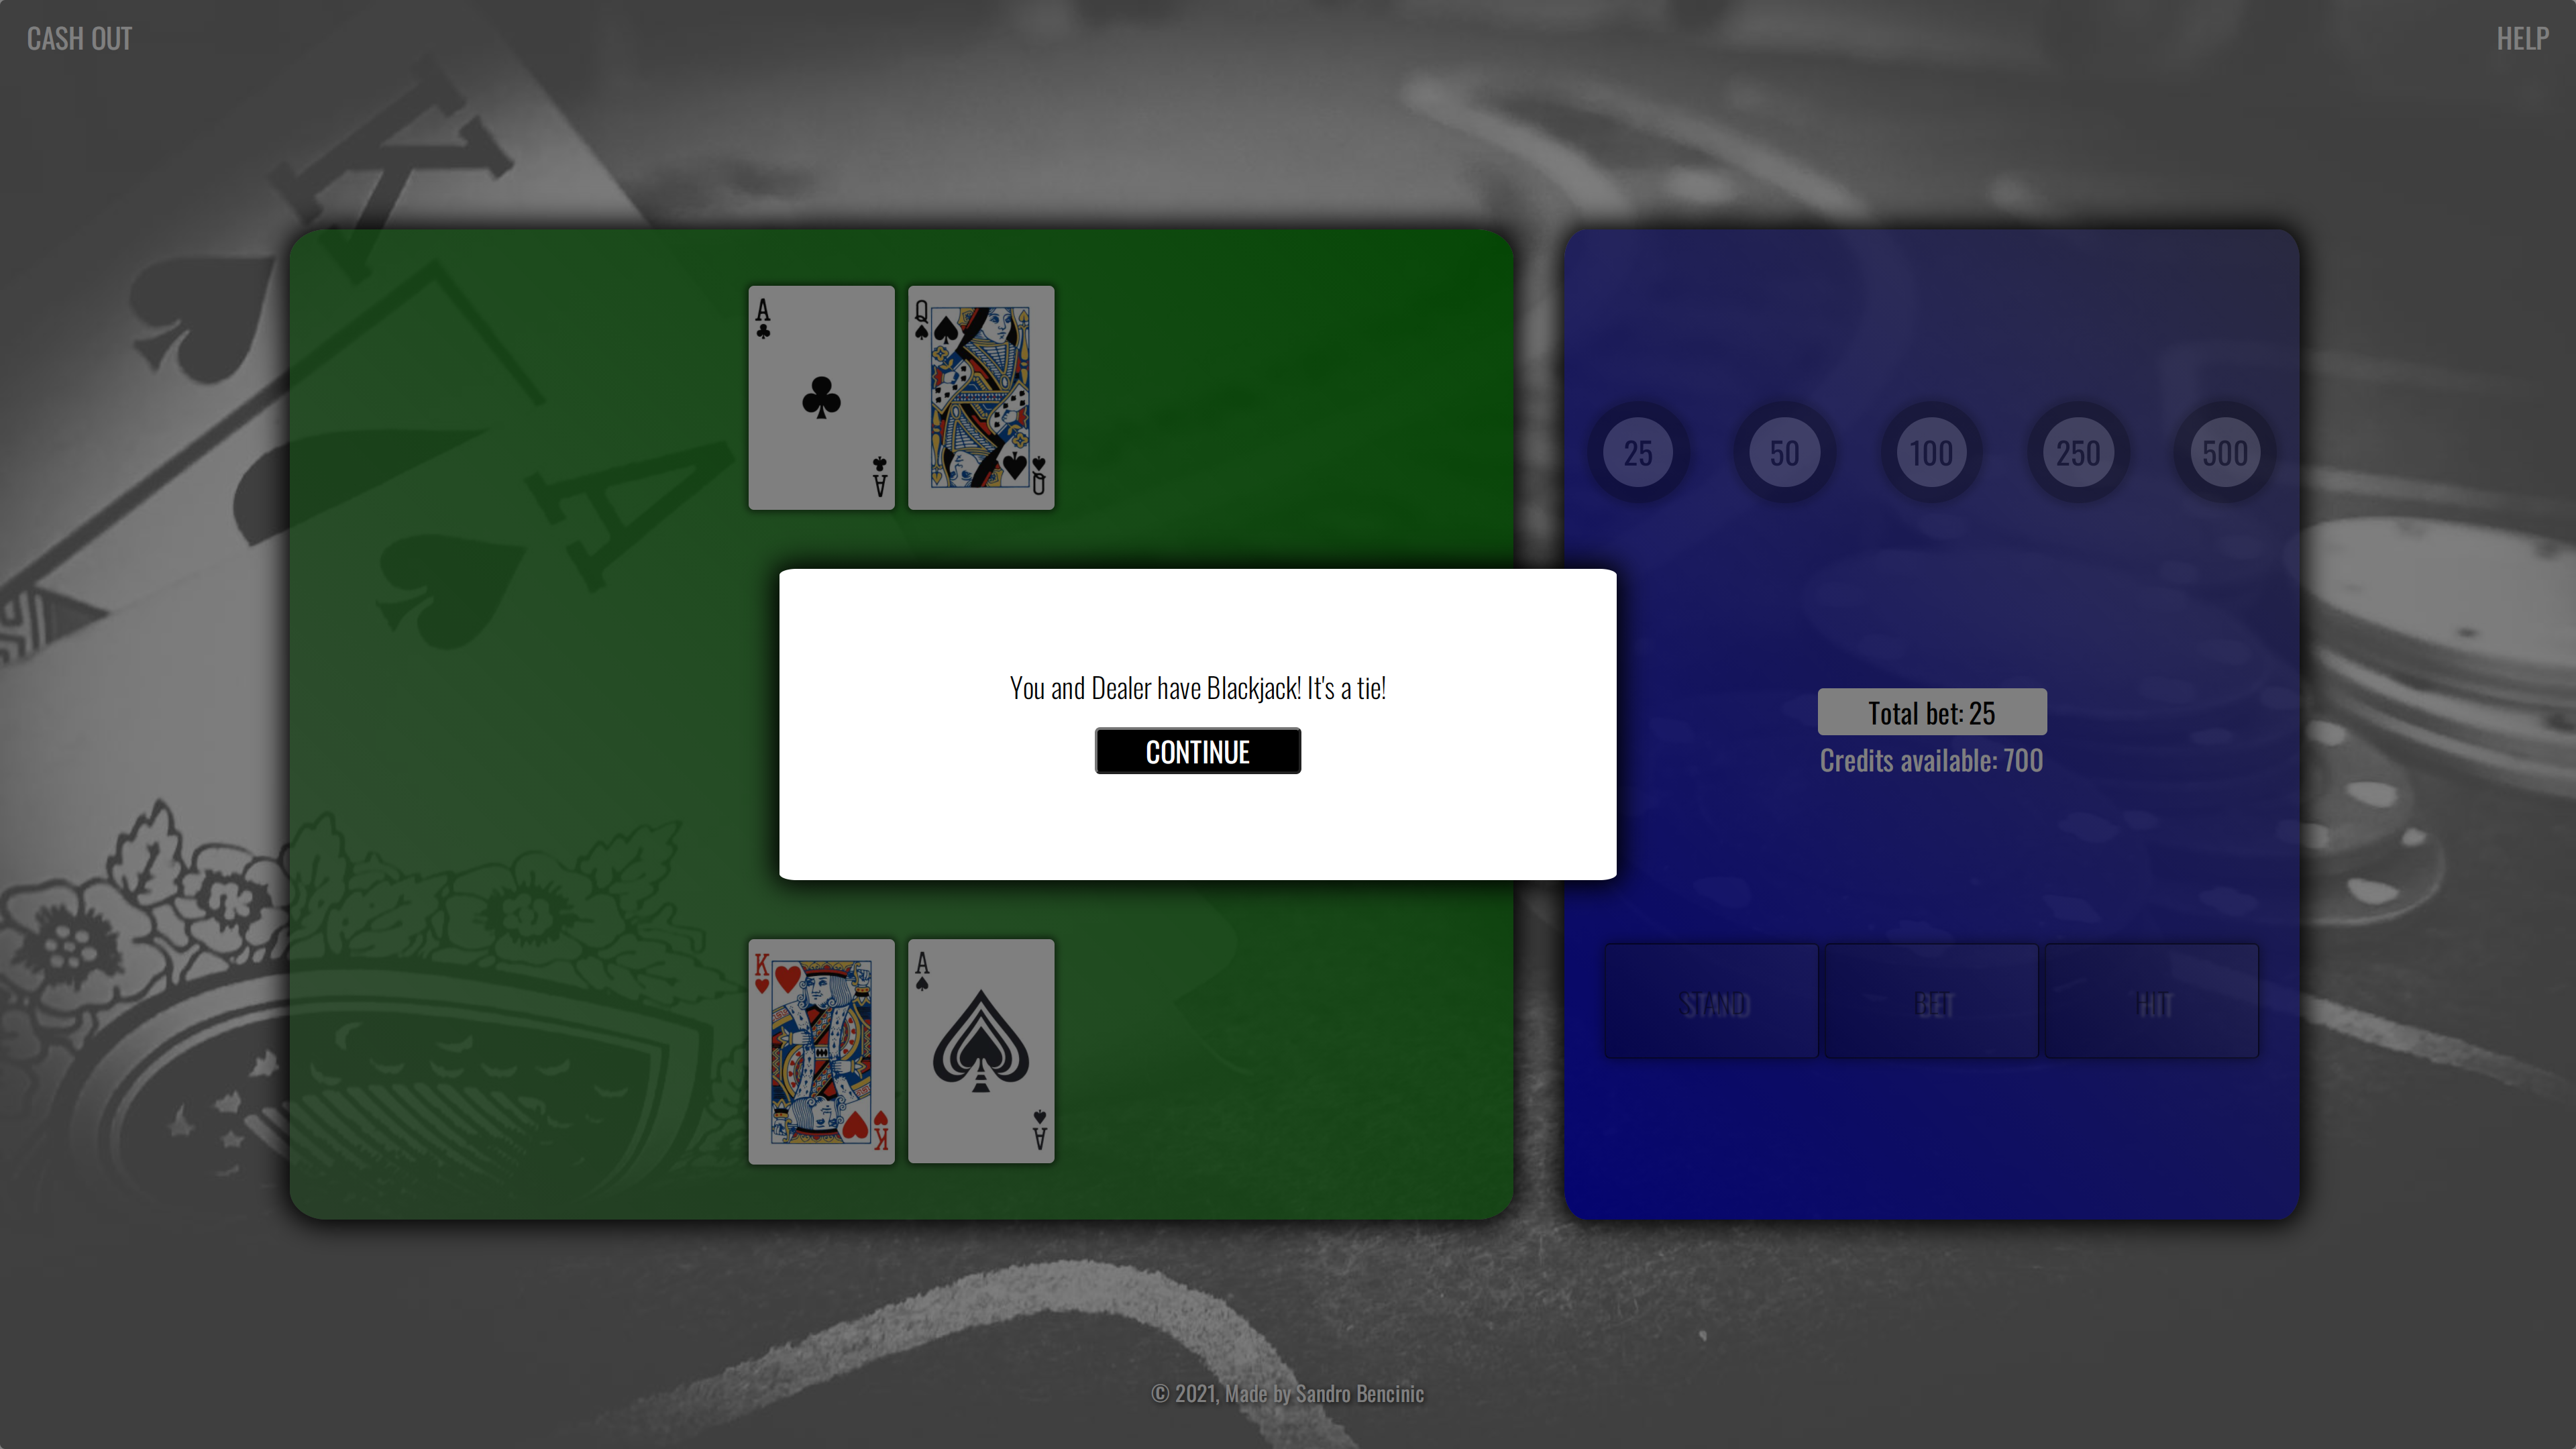 CASH OUT
HELP
K
A
A
A
Q
Q
25
50
100
250
500
You and Dealer have Blackjack! It's a tie!
CONTINUE
Total bet: 25
Credits available: 700
K
K
A
A
STAND
BET
HIT
© 2021, Made by Sandro Bencinic